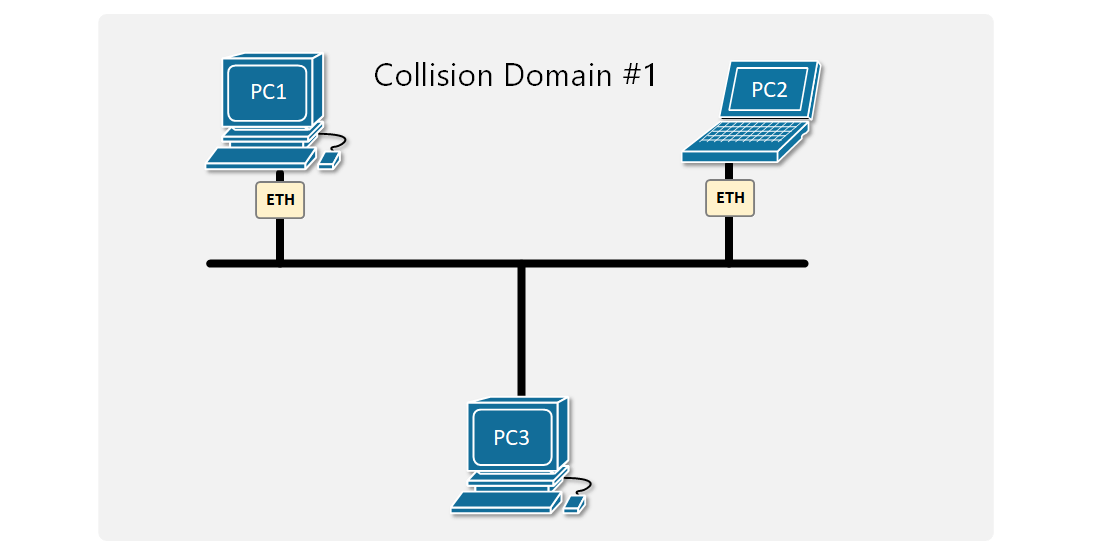 Collision Domain #1
PC1
PC2
ETH
ETH
PC3